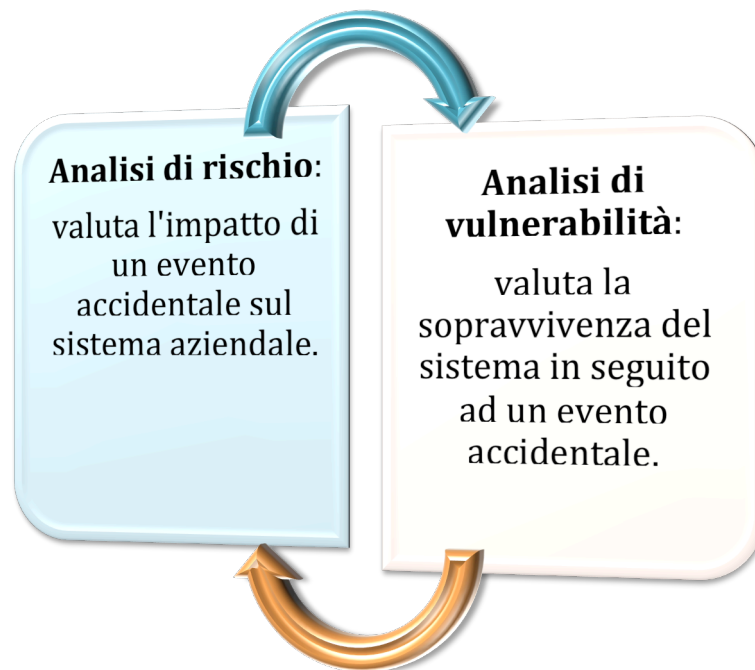 Analisi di rischio:
valuta l'impatto di
un evento
accidentale sul
sistema aziendale.
Analisi di
vulnerabilità:
valuta la
sopravvivenza del
sistema in seguito
ad un evento
accidentale.